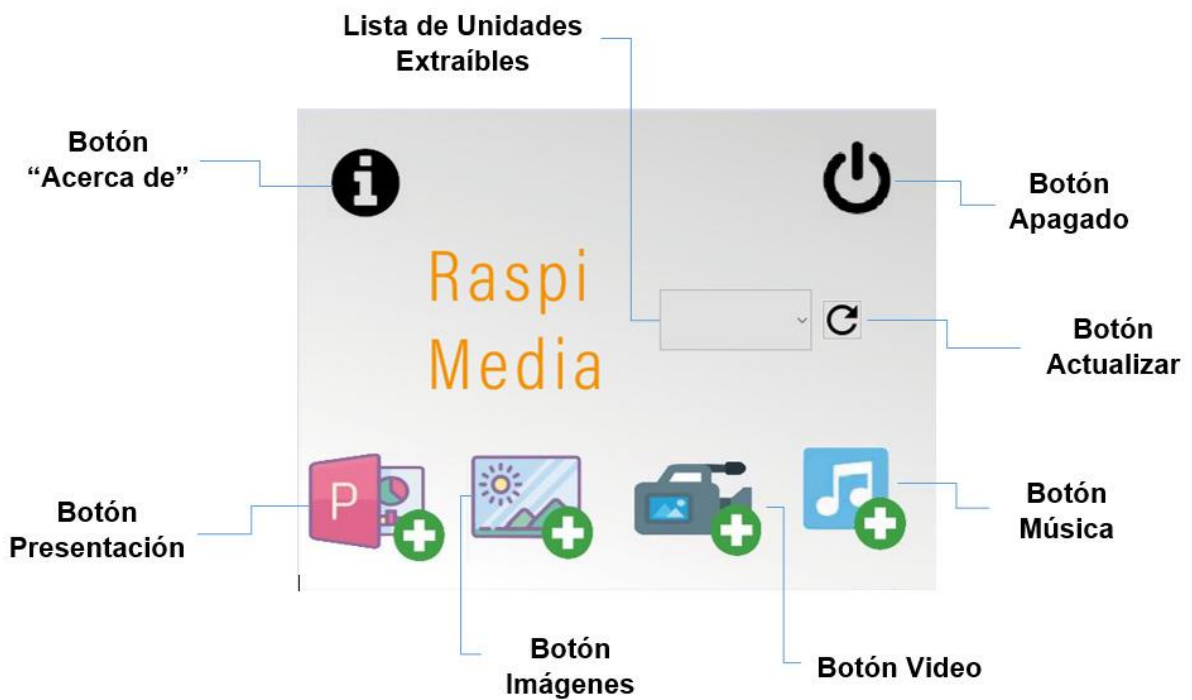 Lista de Unidades
Extraíbles
Botón
“Acerca de”
Botón
Apagado
Raspi
Media
Botón
Actualizar
P
Botón
Presentación
Botón
Música
Botón
Imágenes
Botón Video